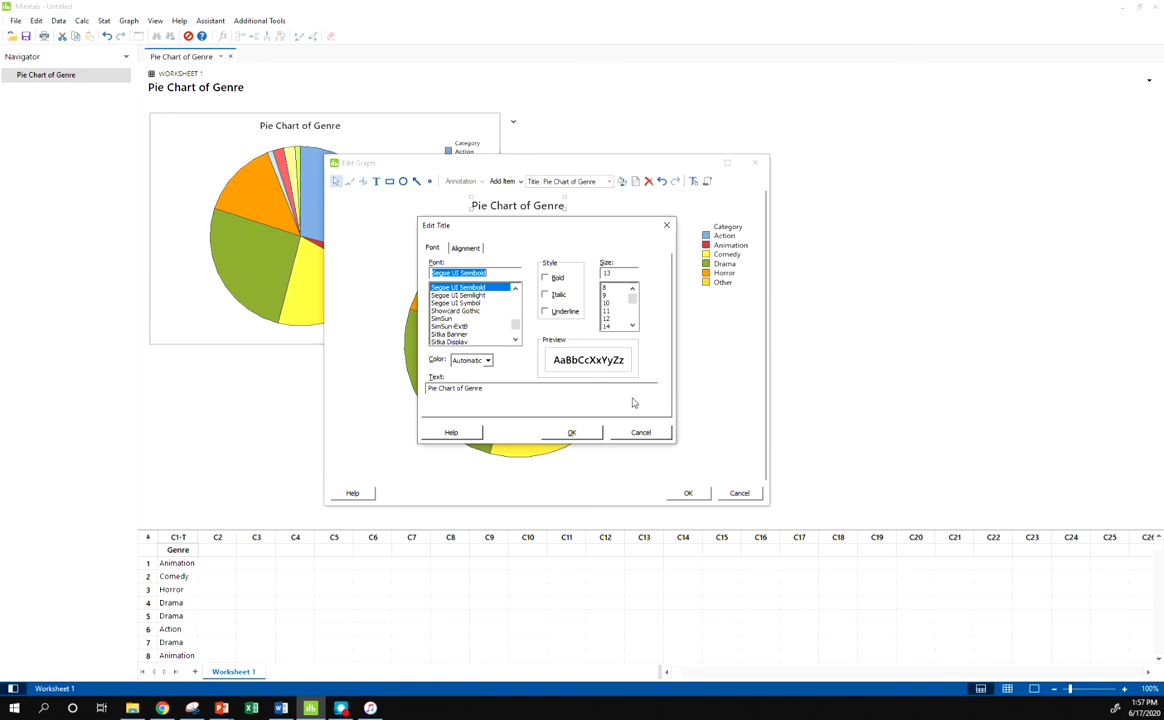 Minitab - Untitled
File Edit Data Calc Stat Graph View Help Assistant Additional Tools
Navigator
Pie Chart of Genre
Pie Chart of Genre
WORKSHEET 1
Pie Chart of Genre
Pie Chart of Genre
Category
Action
Edit Graph
Annotation Add Item Title: Pie Chart of Genre
Pie Chart of Genre
Category
Action
Animation
Comedy
Drama
Horror
Other
Edit Title
Font Alignment
Font: Style Size:
Segoe UI Semibold Bold 13
Segoe UI Semibold 8
Segoe UI Semilight Italic 9
Segoe UI Symbol 10
Showcard Gothic Underline 11
SimSun 12
SimSun-ExtB 14
Sitka Banner
Sitka Display
Preview
AaBbCcXxYyZz
Color: Automatic
Text:
Pie Chart of Genre
Help OK Cancel
Help OK Cancel
C1-T C2 C3 C4 C5 C6 C7 C8 C9 C10 C11 C12 C13 C14 C15 C16 C17 C18 C19 C20 C21 C22 C23 C24 C25
Genre
1 Animation
2 Comedy
3 Horror
4 Drama
5 Drama
6 Action
7 Drama
8 Animation
Worksheet 1
Worksheet 1 100%
1:57 PM
6/17/2020